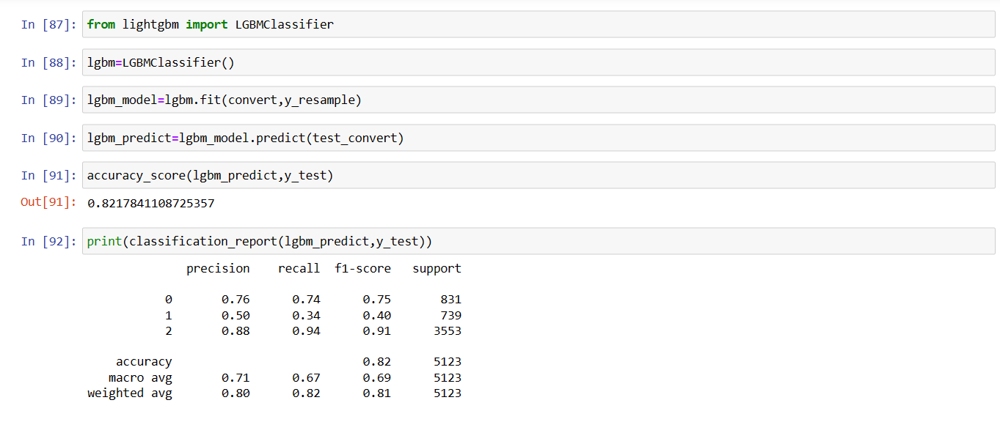 In [87]: from lightgbm import LGBMClassifier
In [88]: lgbm=LGBMClassifier()
In [89]: lgbm_model=lgbm.fit(convert,y_resample)
In [90]: lgbm_predict=lgbm_model.predict(test_convert)
In [91]: accuracy_score(lgbm_predict,y_test)
Out[91]: 0.8217841108725357
In [92]: print(classification_report(lgbm_predict,y_test))
precision recall f1-score support
0 0.76 0.74 0.75 831
1 0.50 0.34 0.40 739
2 0.88 0.94 0.91 3553
accuracy 0.82 5123
macro avg 0.71 0.67 0.69 5123
weighted avg 0.80 0.82 0.81 5123